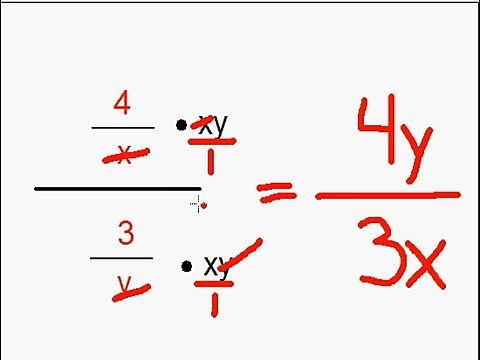 4/x • xy/1
3/y • xy/1
= 4y/3x